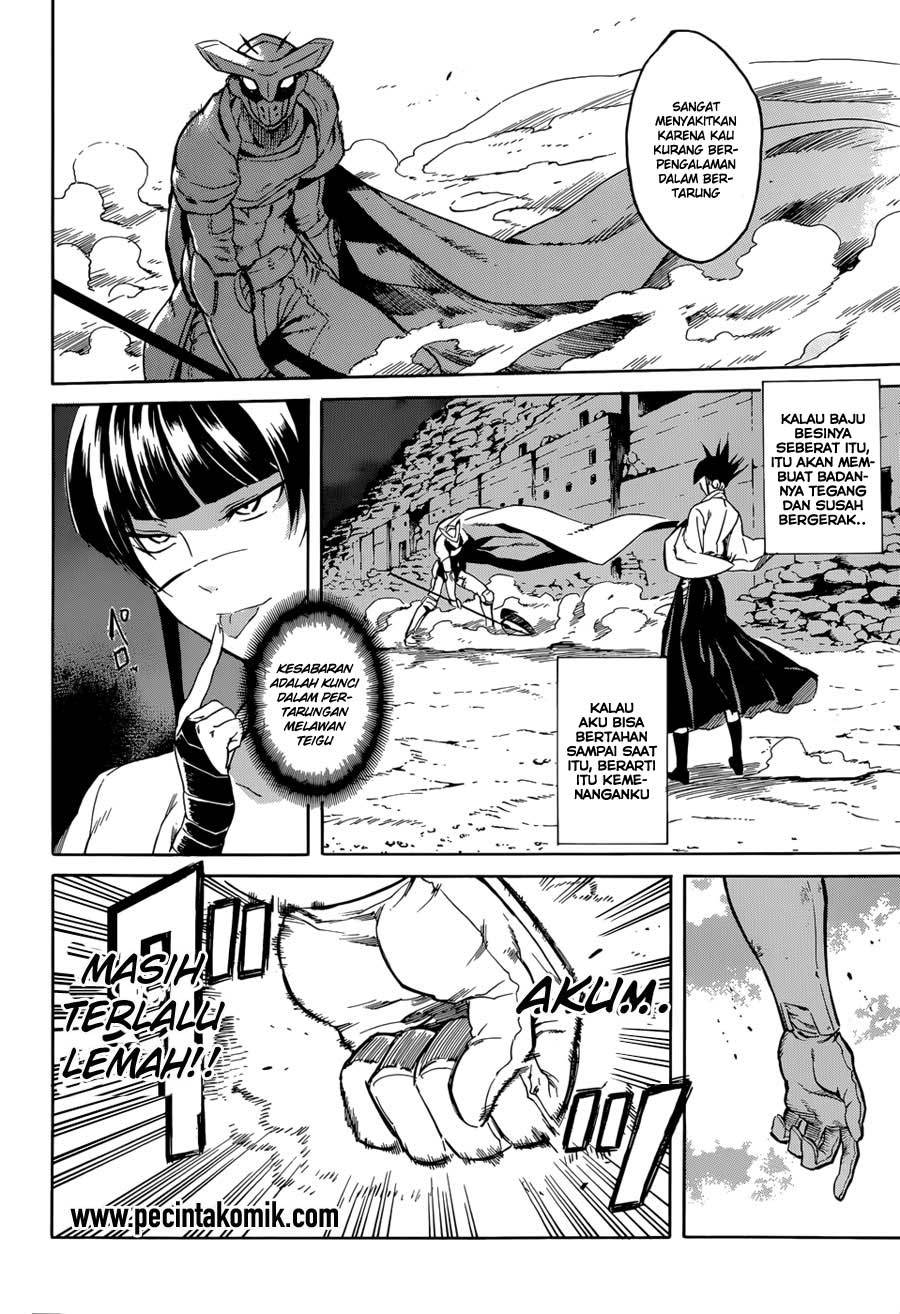 SANGAT
MENYAKITKAN
KARENA KAU
KURANG BER-
PENGALAMAN
DALAM BER-
TARUNG
KALAU BAJU
BESINYA
SEBERAT ITU,
ITU AKAN MEM-
BUAT BADAN-
NYA TEGANG
DAN SUSAH
BERGERAK..
KALAU
AKU BISA
BERTAHAN
SAMPAI SAAT
ITU, BERARTI
ITU KEME-
NANGANKU
KESABARAN
ADALAH KUNCI
DALAM PER-
TARUNGAN
MELAWAN
TEIGU
ペロ
AKUM..
MASIH
TERLALU
LEMAH!!
www.pecintakomik.com